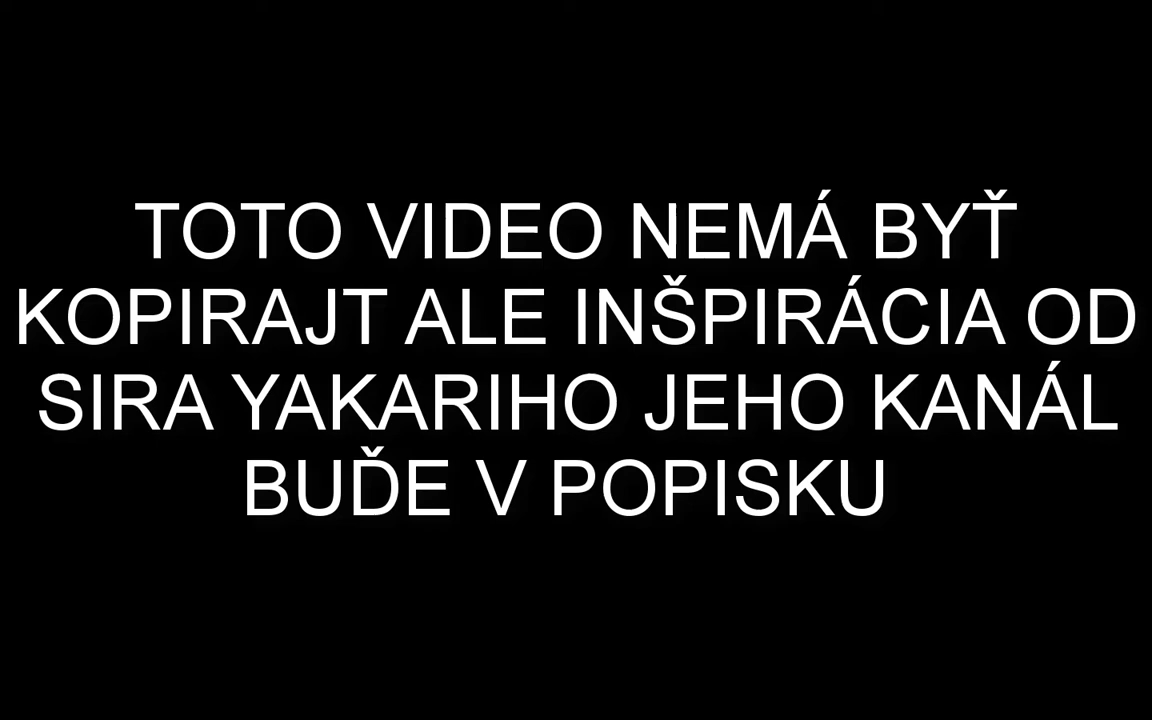 TOTO VIDEO NEMÁ BYŤ
KOPIRAJT ALE INŠPIRÁCIA OD
SIRA YAKARIHO JEHO KANÁL
BUĎE V POPISKU